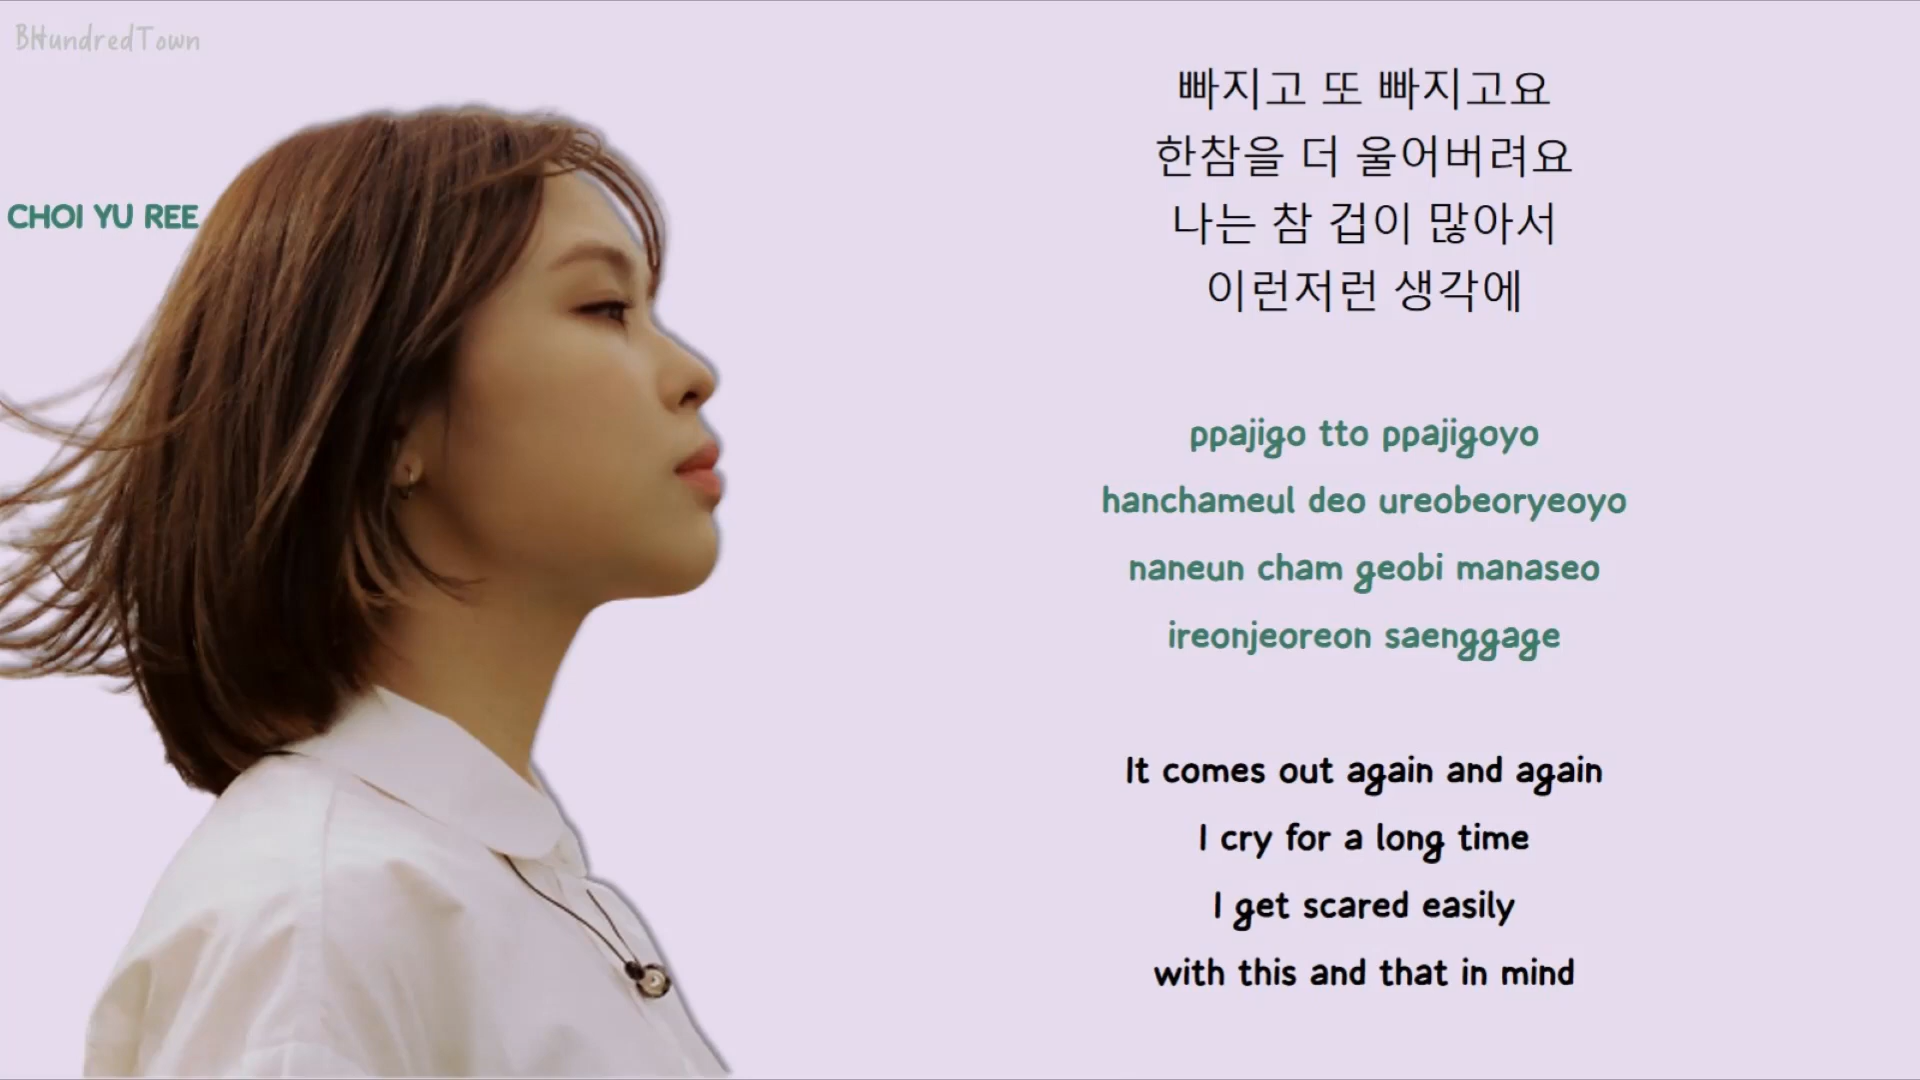 BHundredTown
CHOI YU REE
빠지고 또 빠지고요
한참을 더 울어버려요
나는 참 겁이 많아서
이런저런 생각에
ppajigo tto ppajigoyo
hanchameul deo ureobeoryeoyo
naneun cham geobi manaseo
ireonjeoreon saenggage
It comes out again and again
I cry for a long time
I get scared easily
with this and that in mind